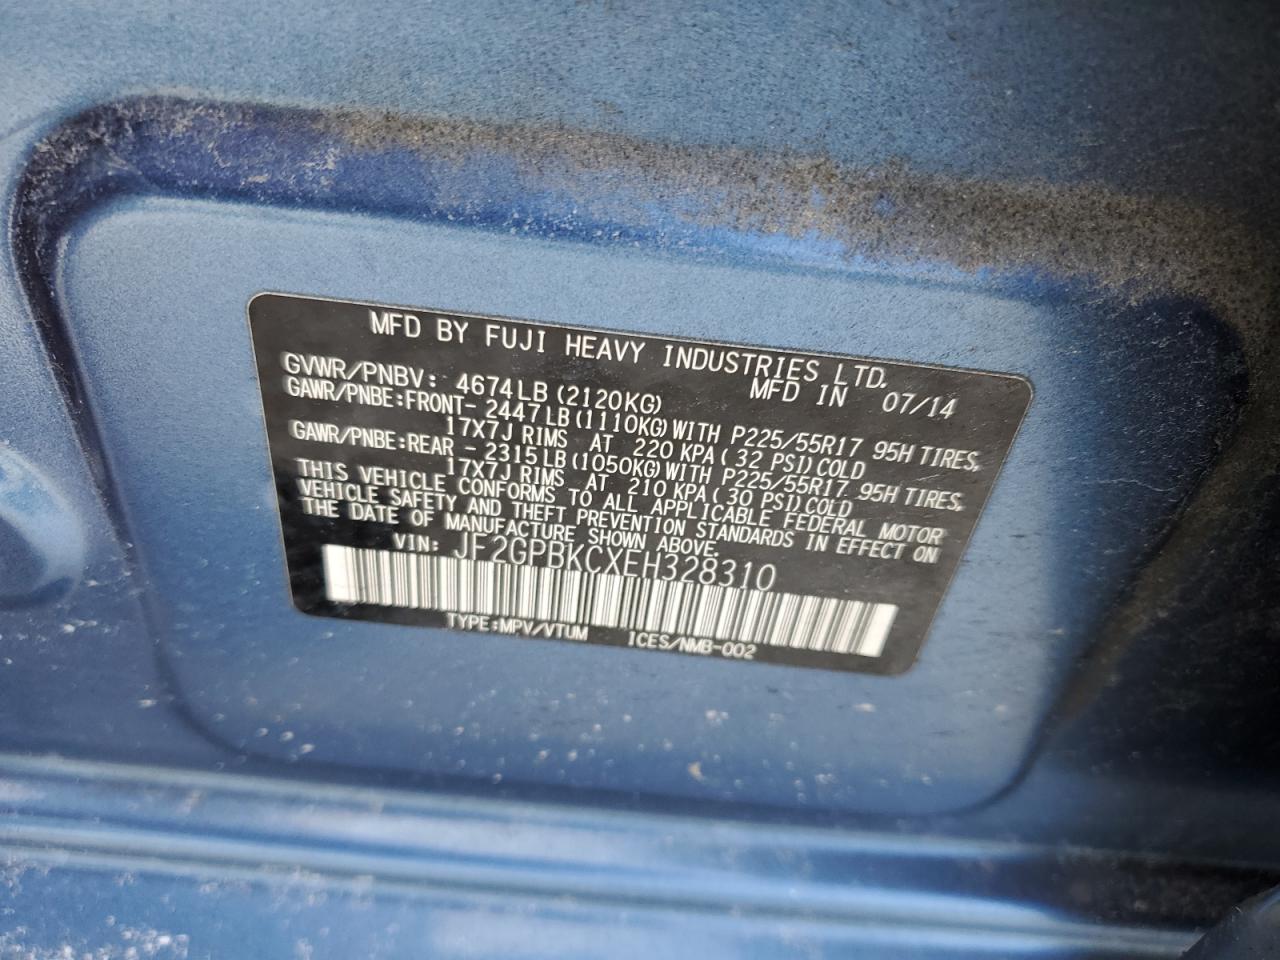 MFD BY FUJI HEAVY INDUSTRIES LTD.
MFD IN 07/14
GVWR/PNBV: 4674LB (2120KG)
GAWR/PNBE:FRONT- 2447LB(1110KG)WITH P225/55R17 95H TIRES,
17X7J RIMS AT 220 KPA(32 PSI)COLD
GAWR/PNBE:REAR - 2315LB(1050KG)WITH P225/55R17 95H TIRES,
17X7J RIMS AT 210 KPA(30 PSI)COLD
THIS VEHICLE CONFORMS TO ALL APPLICABLE FEDERAL MOTOR
VEHICLE SAFETY AND THEFT PREVENTION STANDARDS IN EFFECT ON
THE DATE OF MANUFACTURE SHOWN ABOVE.
VIN: JF2GPBKCXEH328310
TYPE:MPV/VTUM ICES/NMB-002